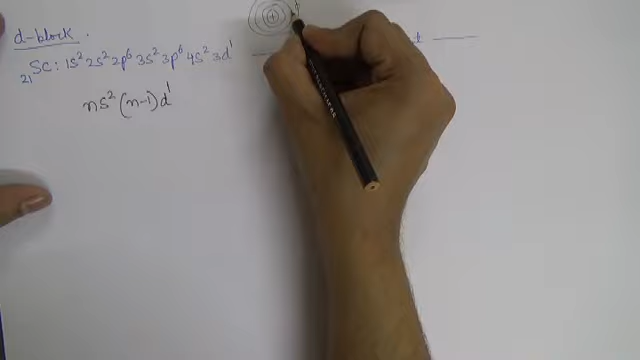 d-block.
₂₁Sc: 1s² 2s² 2p⁶ 3s² 3p⁶ 4s² 3d¹
ns² (n-1)d¹